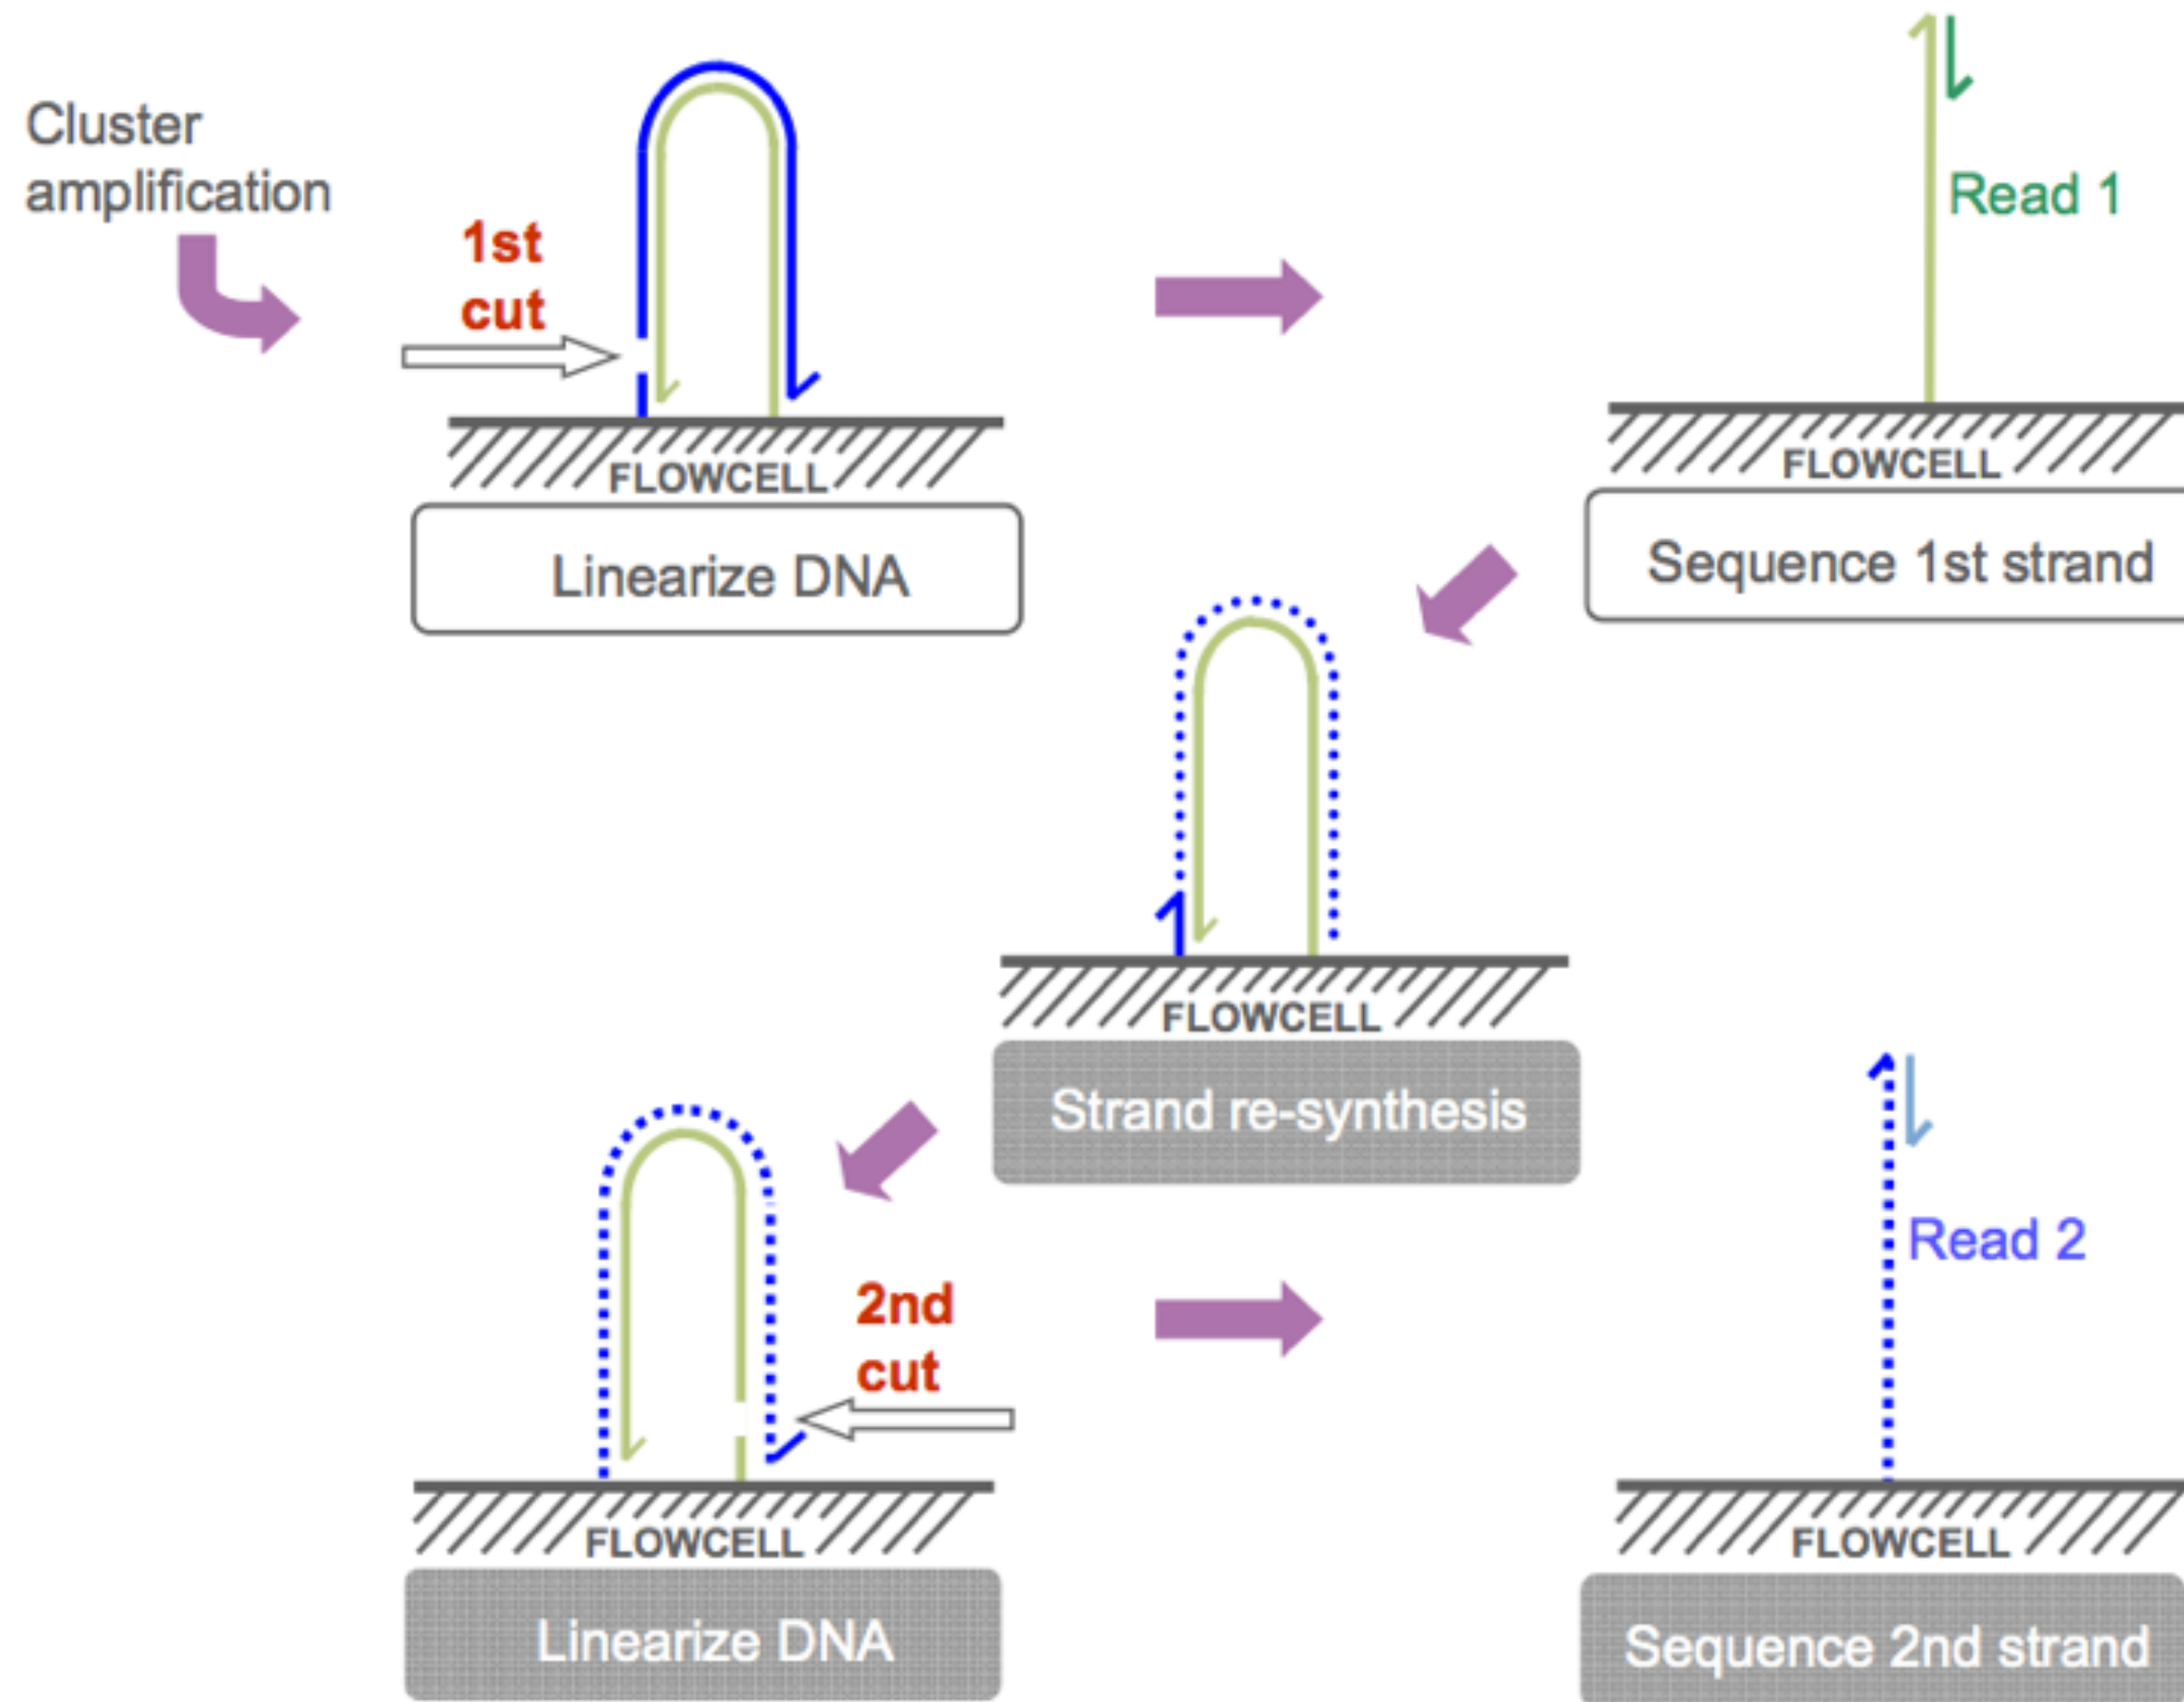 Cluster
amplification
1st
cut
FLOWCELL
Linearize DNA
Read 1
FLOWCELL
Sequence 1st strand
FLOWCELL
Strand re-synthesis
2nd
cut
FLOWCELL
Linearize DNA
Read 2
FLOWCELL
Sequence 2nd strand